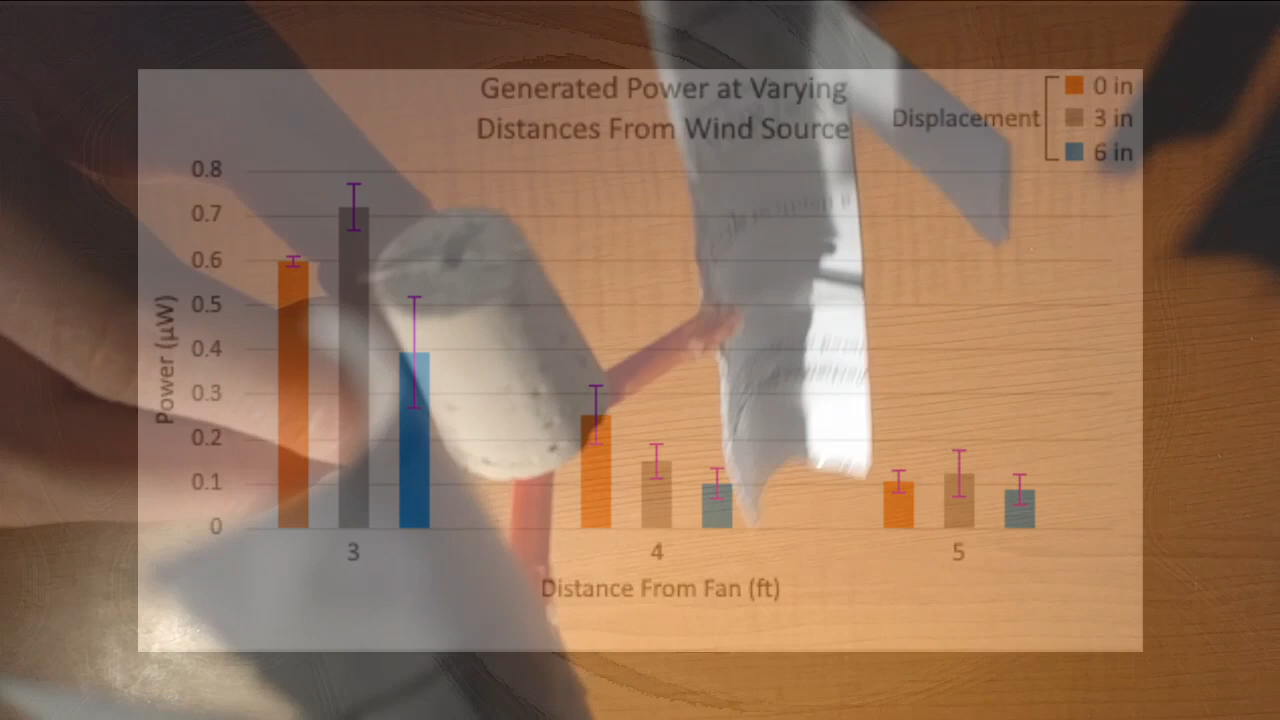 Generated Power at Varying
Distances From Wind Source
Displacement
0 in
3 in
6 in
0.8
0.7
0.6
0.5
0.4
0.3
0.2
0.1
0
Power (µW)
3
4
5
Distance From Fan (ft)